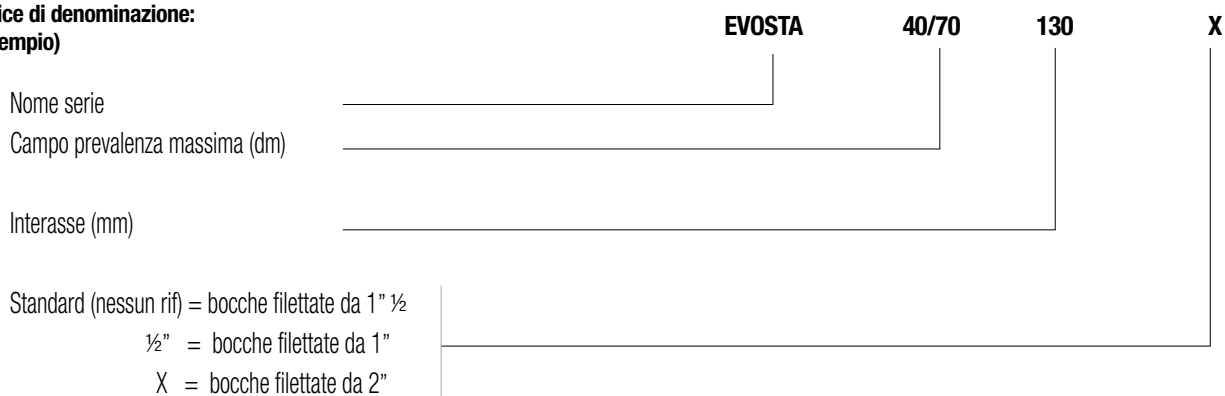 ice di denominazione:
empio)
EVOSTA 40/70 130 X
Nome serie
Campo prevalenza massima (dm)
Interasse (mm)
Standard (nessun rif) = bocche filettate da 1” ½
½” = bocche filettate da 1”
X = bocche filettate da 2”